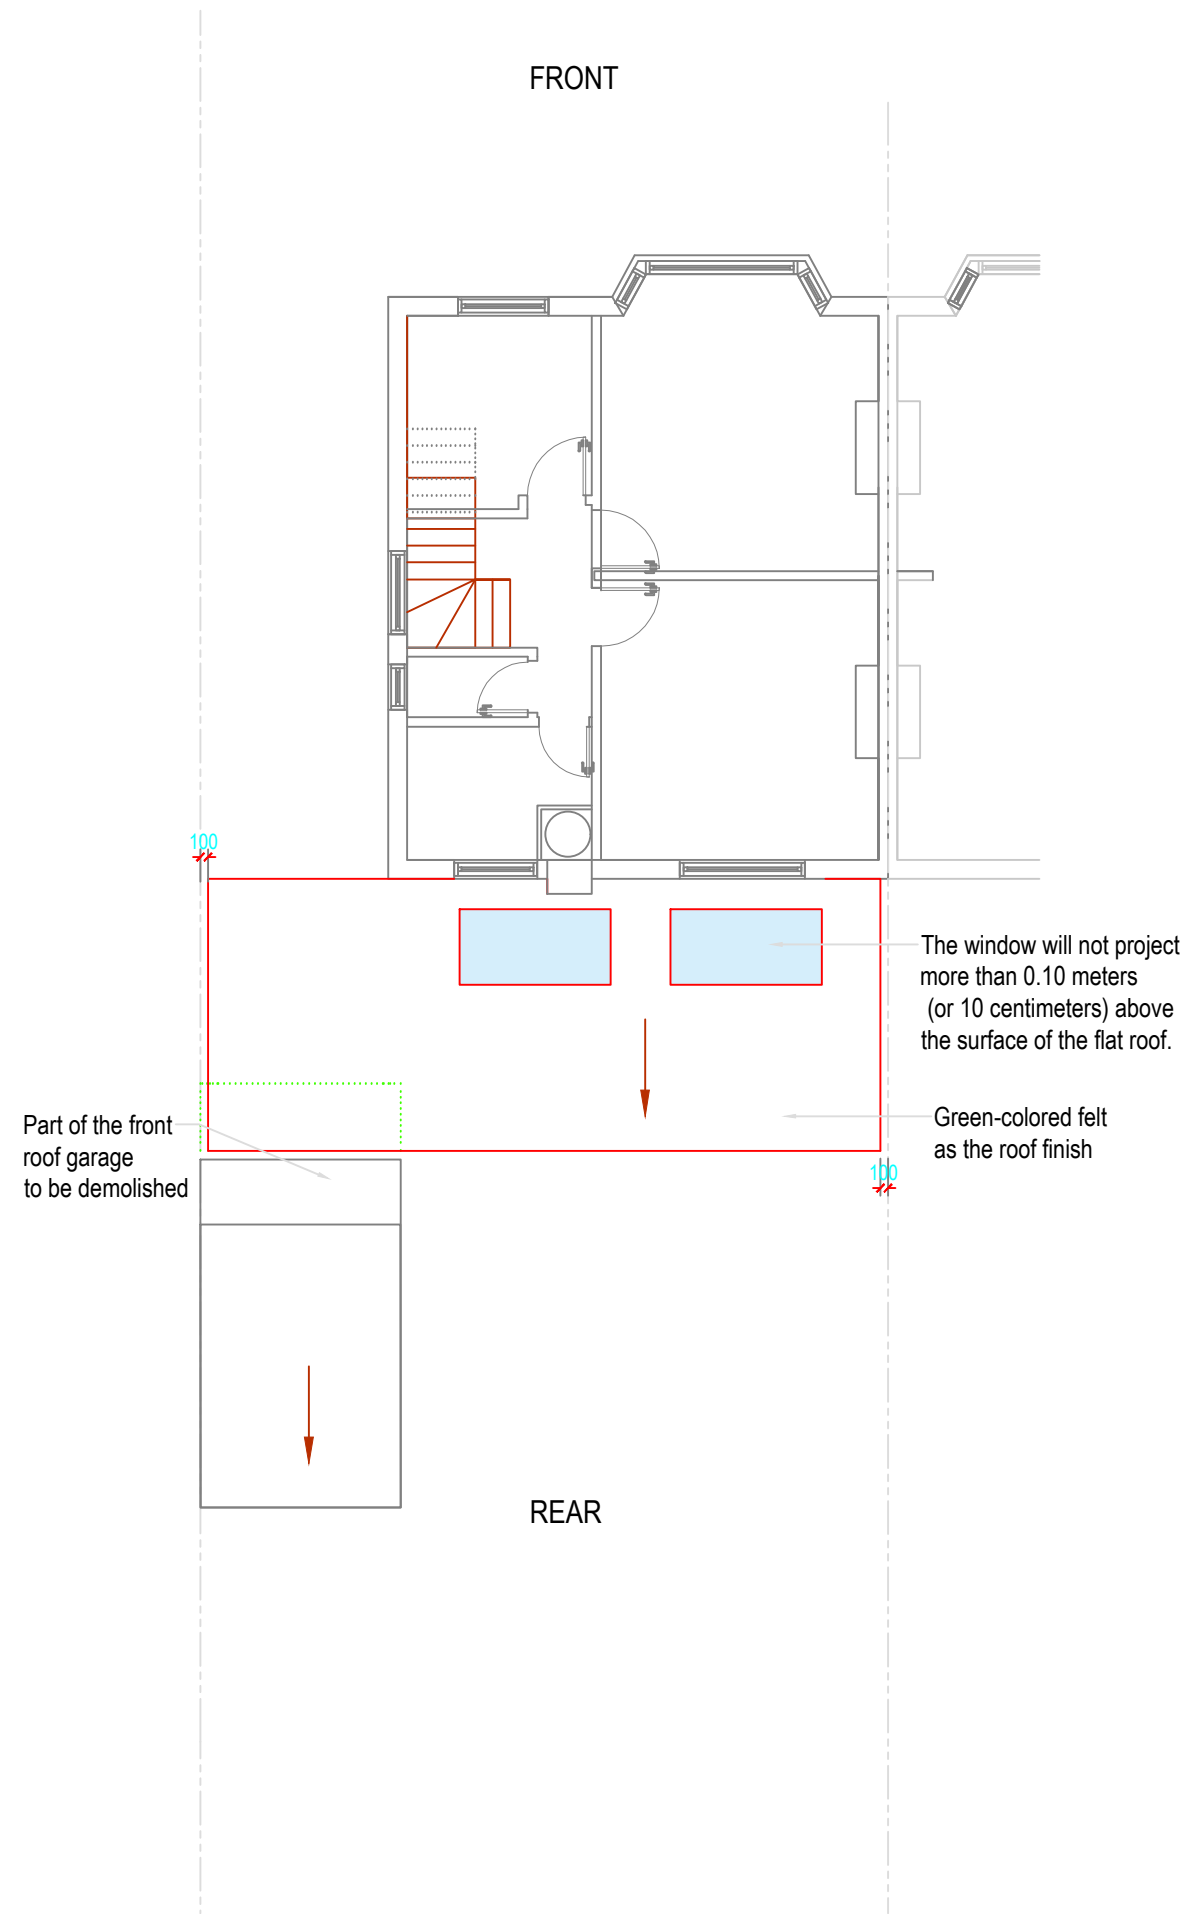 FRONT
100
The window will not project
more than 0.10 meters
(or 10 centimeters) above
the surface of the flat roof.
Part of the front
roof garage
to be demolished
Green-colored felt
as the roof finish
100
REAR